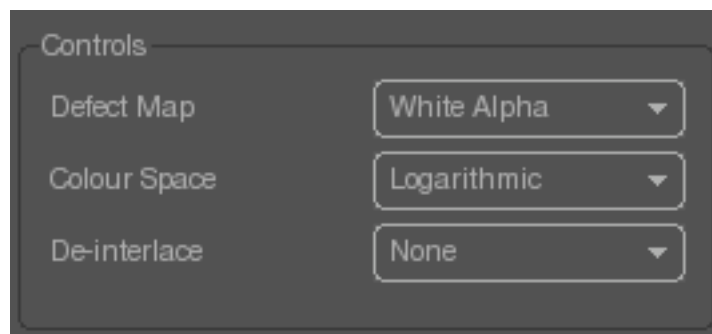 Controls
Defect Map White Alpha
Colour Space Logarithmic
De-interlace None